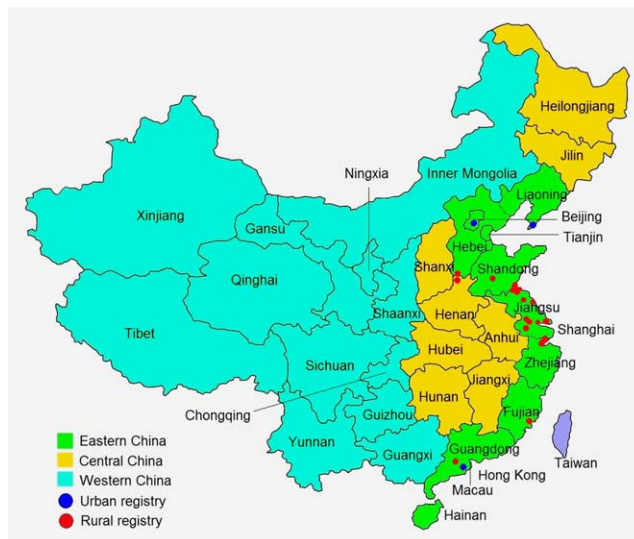 Heilongjiang
Jilin
Ningxia
Inner Mongolia
Liaoning
Xinjiang
Beijing
Gansu
Tianjin
Hebei
Shanxi
Shandong
Qinghai
Jiangsu
Shaanxi
Henan
Tibet
Shanghai
Anhui
Hubei
Zhejiang
Sichuan
Jiangxi
Hunan
Chongqing
Guizhou
Fujian
Eastern China
Yunnan
Guangxi
Guangdong
Central China
Taiwan
Western China
Hong Kong
Macau
Urban registry
Hainan
Rural registry